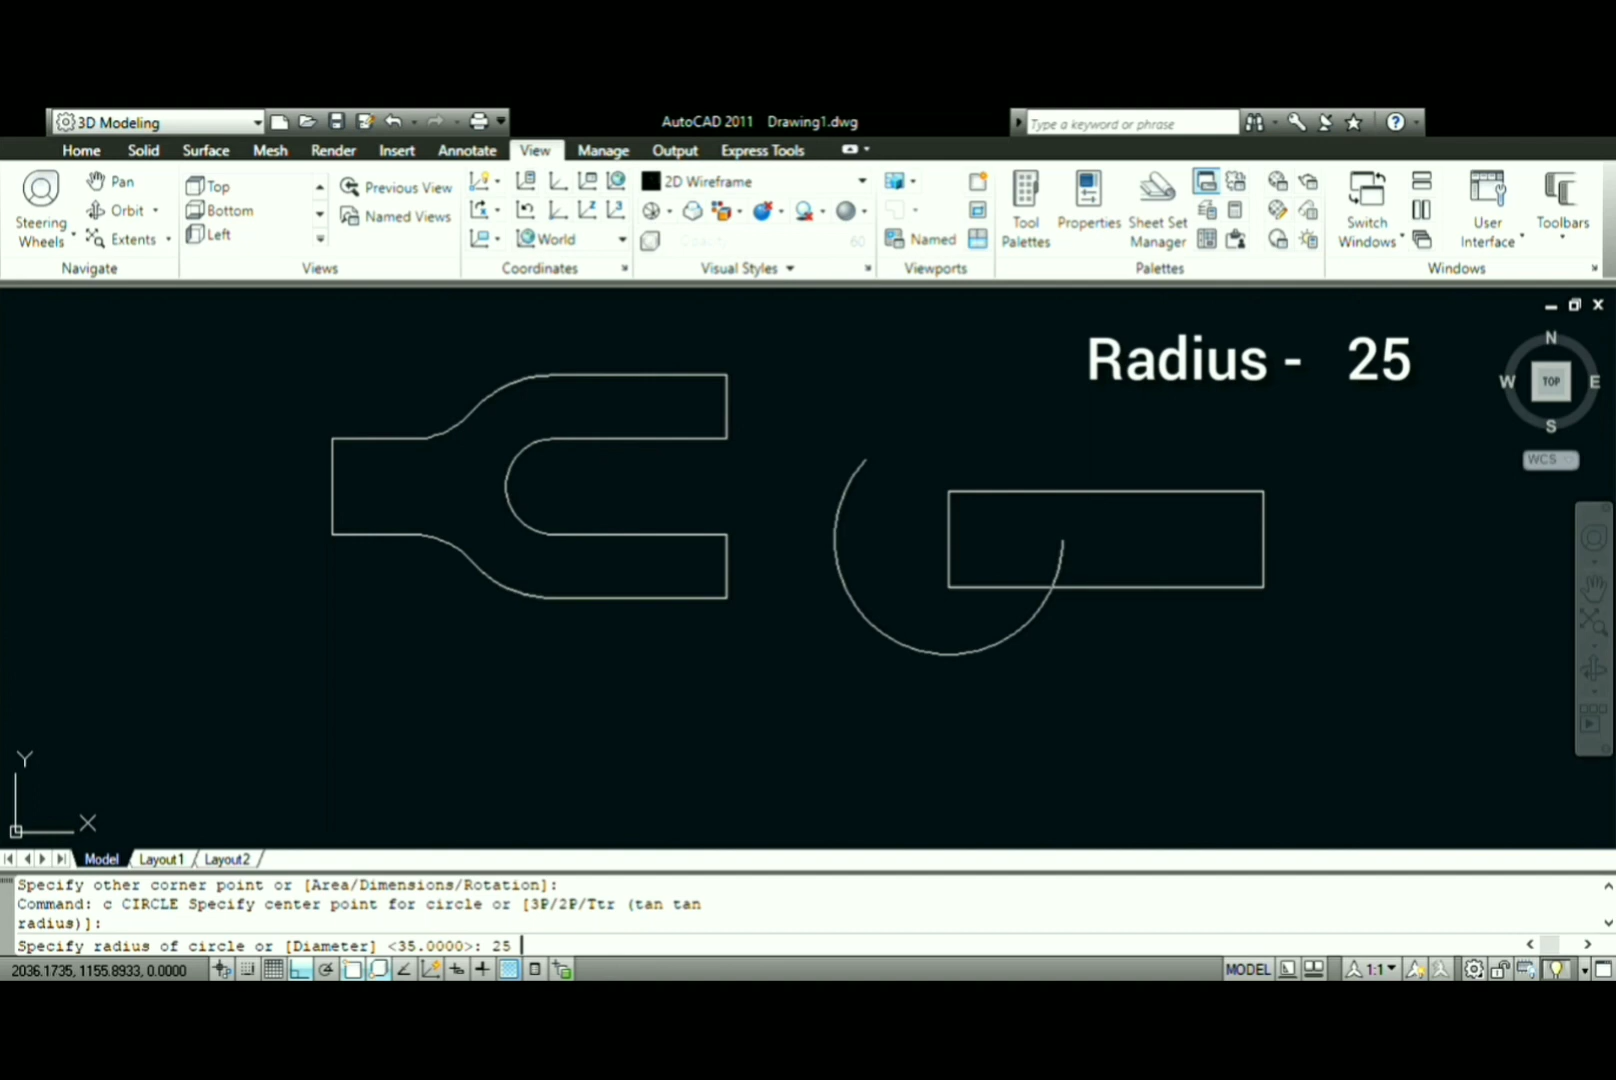 3D Modeling
AutoCAD 2011 Drawing1.dwg
Type a keyword or phrase
Home Solid Surface Mesh Render Insert Annotate View Manage Output Express Tools
Steering Wheels
Pan
Orbit
Extents
Navigate
Top
Bottom
Left
Views
Previous View
Named Views
World
Coordinates
2D Wireframe
60
Visual Styles
Named
Viewports
Tool Palettes
Properties
Sheet Set Manager
Palettes
Switch Windows
User Interface
Toolbars
Windows
Radius - 25
N
W TOP E
S
WCS
Y
X
Model Layout1 Layout2
Specify other corner point or [Area/Dimensions/Rotation]:
Command: c CIRCLE Specify center point for circle or [3P/2P/Ttr (tan tan
radius)]:
Specify radius of circle or [Diameter] <35.0000>: 25
2036.1735, 1155.8933, 0.0000
MODEL
1:1